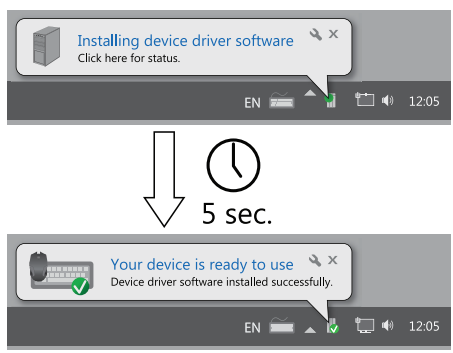 Installing device driver software
Click here for status.
EN 12:05
5 sec.
Your device is ready to use
Device driver software installed successfully.
EN 12:05